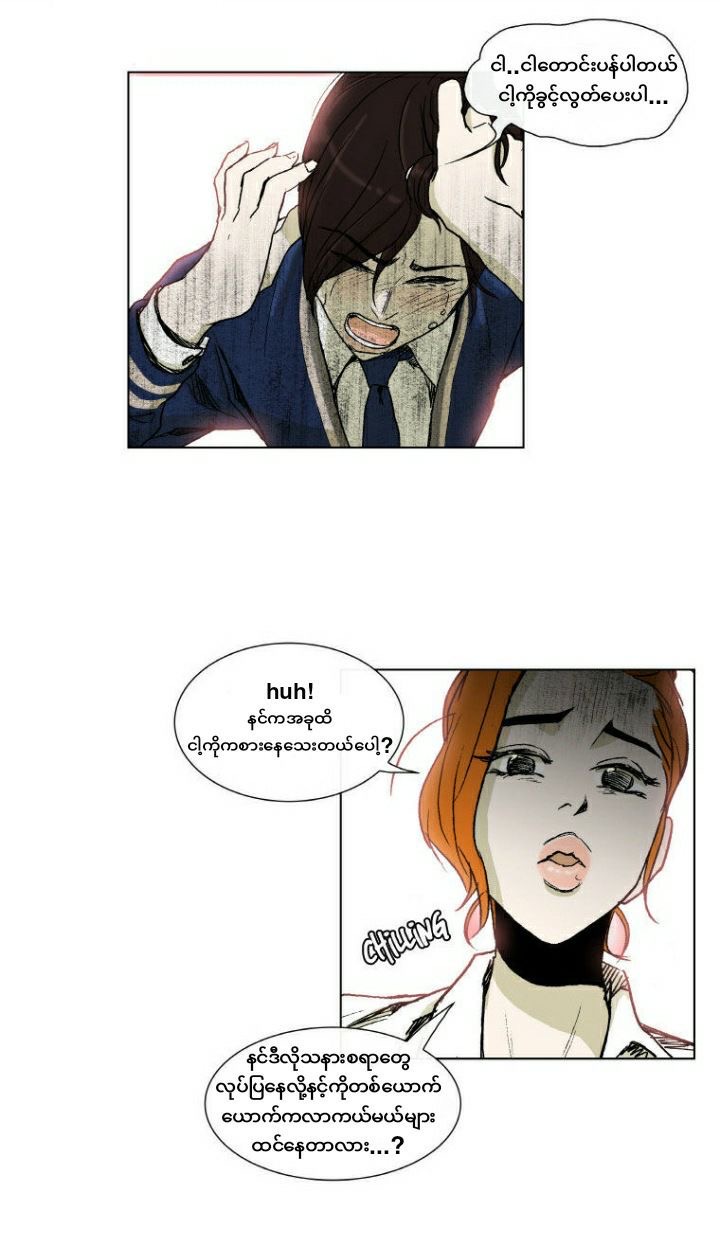 ငါ..ငါတောင်းပန်ပါတယ်
ငါ့ကိုခွင့်လွှတ်ပေးပါ...
huh!
နင်ကအခုထိ
ငါ့ကိုကစားနေသေးတယ်ပေါ့?
CHILLING
နင်ဒီလိုသနားစရာတွေ
လုပ်ပြနေလို့နင့်ကိုတစ်ယောက်
ယောက်ကလာကယ်မယ်များ
ထင်နေတာလား...?